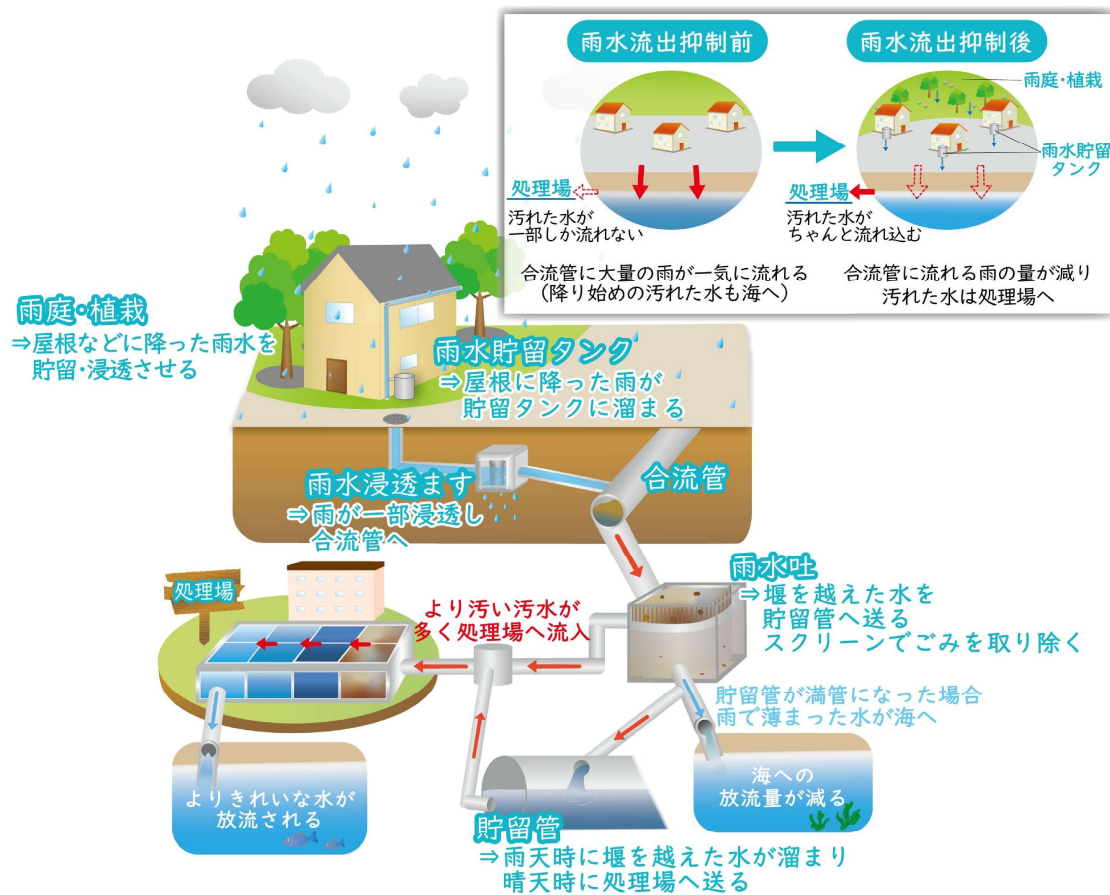 雨水流出抑制前
雨水流出抑制後
雨庭・植栽
雨水貯留
タンク
処理場
汚れた水が
一部しか流れない
処理場
汚れた水が
ちゃんと流れ込む
合流管に大量の雨が一気に流れる
(降り始めの汚れた水も海へ)
合流管に流れる雨の量が減り
汚れた水は処理場へ
雨庭・植栽
⇒屋根などに降った雨水を
貯留・浸透させる
雨水貯留タンク
⇒屋根に降った雨が
貯留タンクに溜まる
雨水浸透ます
⇒雨が一部浸透し
合流管へ
合流管
処理場
より汚い汚水が
多く処理場へ流入
雨水吐
⇒堰を越えた水を
貯留管へ送る
スクリーンでごみを取り除く
貯留管が満管になった場合
雨で薄まった水が海へ
よりきれいな水が
放流される
海への
放流量が減る
貯留管
⇒雨天時に堰を越えた水が溜まり
晴天時に処理場へ送る